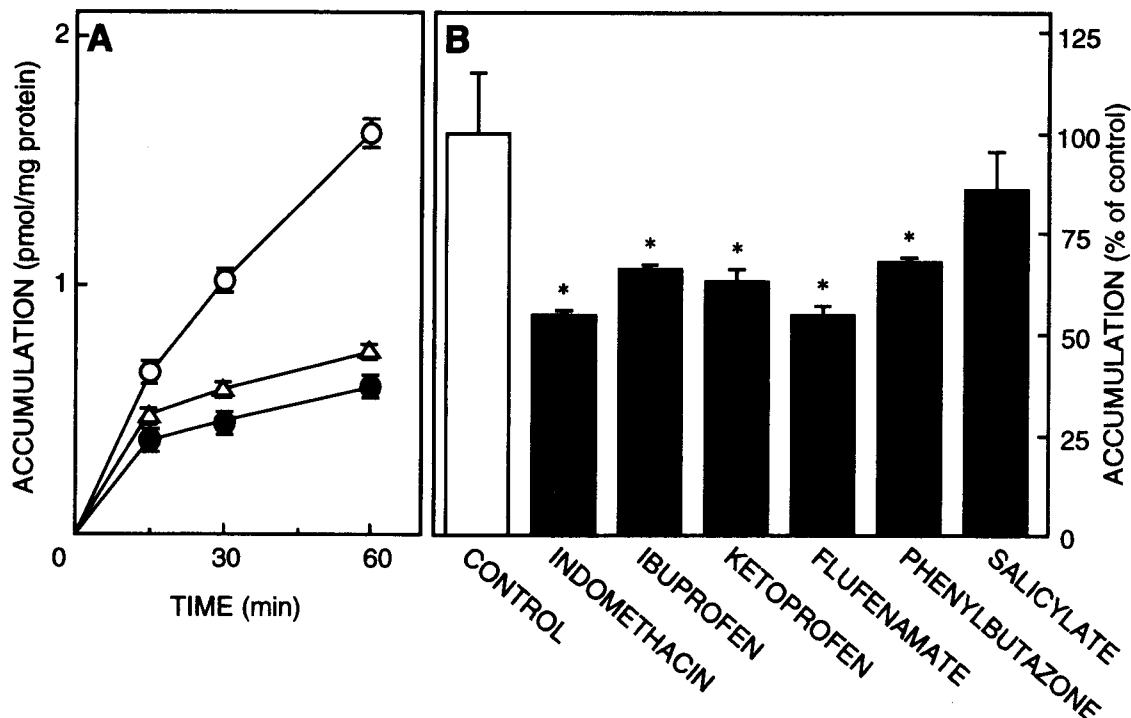 A
B
ACCUMULATION (pmol/mg protein)
2
1
0
30
60
TIME (min)
*
*
*
*
*
125
100
75
50
25
0
ACCUMULATION (% of control)
CONTROL
INDOMETHACIN
IBUPROFEN
KETOPROFEN
FLUFENAMATE
PHENYLBUTAZONE
SALICYLATE